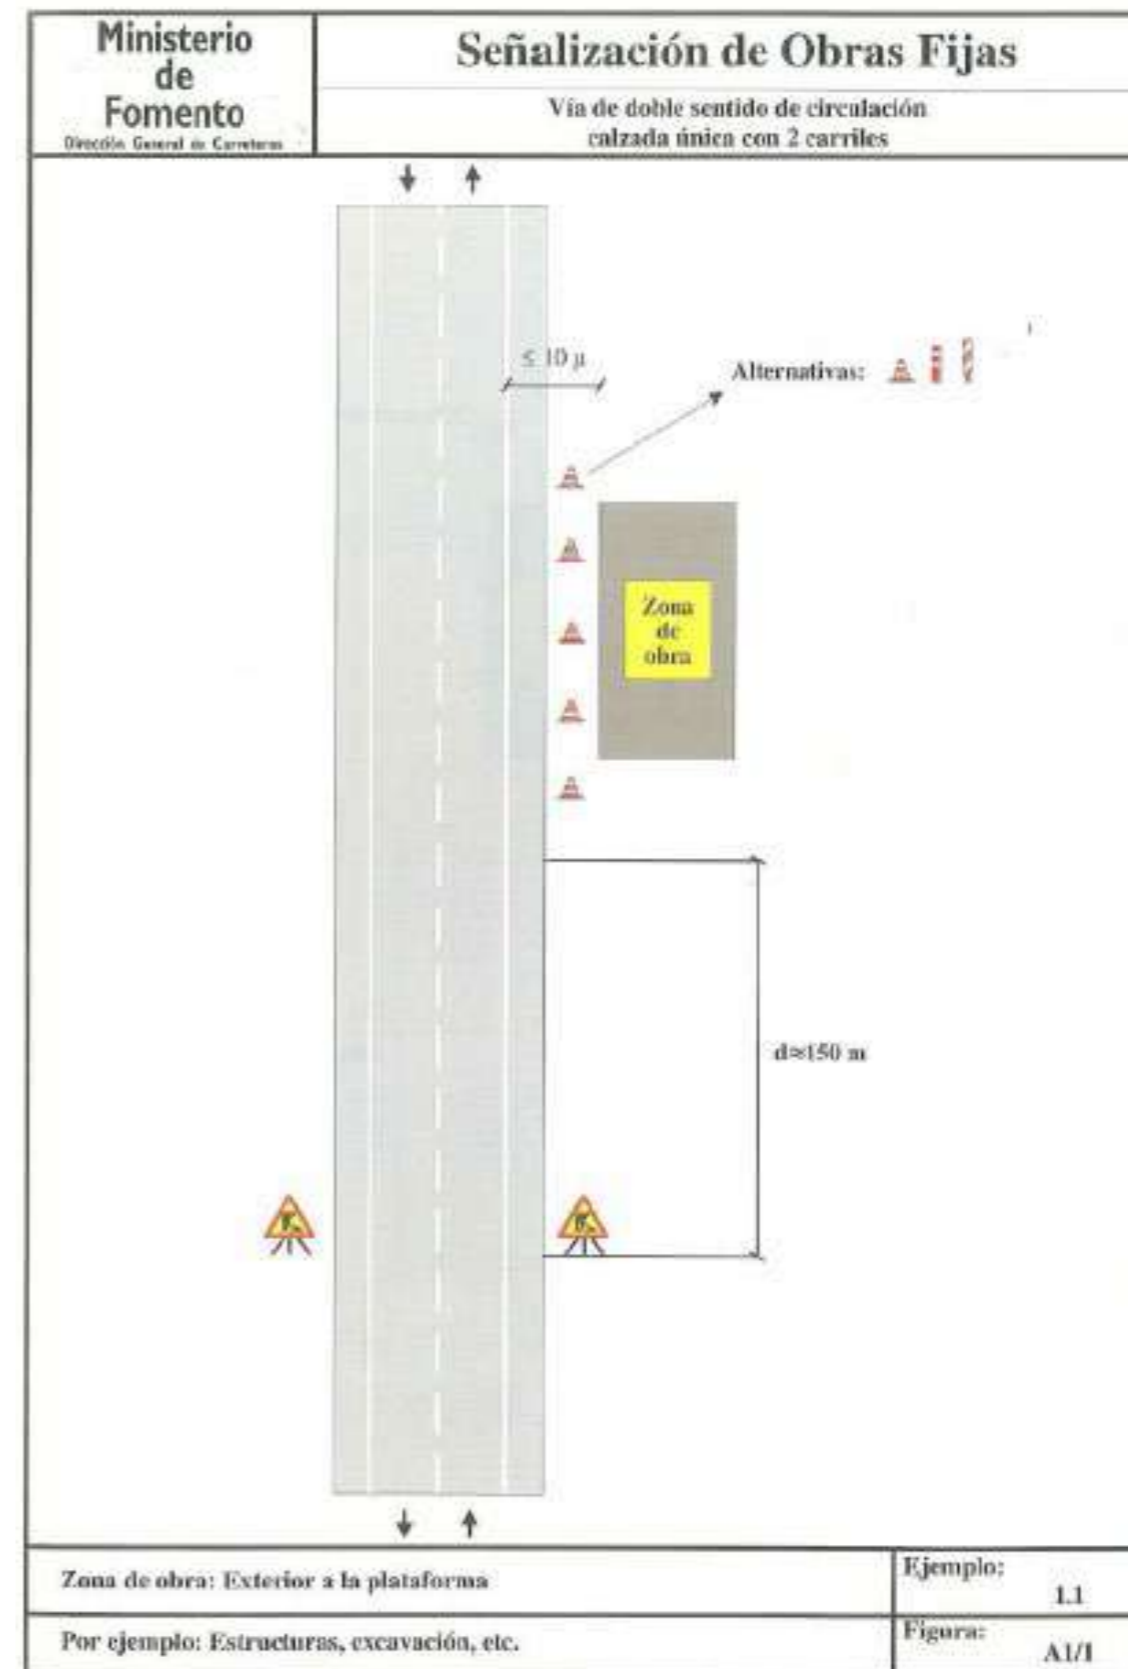 Ministerio
de
Fomento
Dirección General de Carreteras
Señalización de Obras Fijas
Vía de doble sentido de circulación
calzada única con 2 carriles
≤ 10 μ
Alternativas:
Zona
de
obra
d≈150 m
Zona de obra: Exterior a la plataforma
Ejemplo:
1.1
Por ejemplo: Estructuras, excavación, etc.
Figura:
A1/1